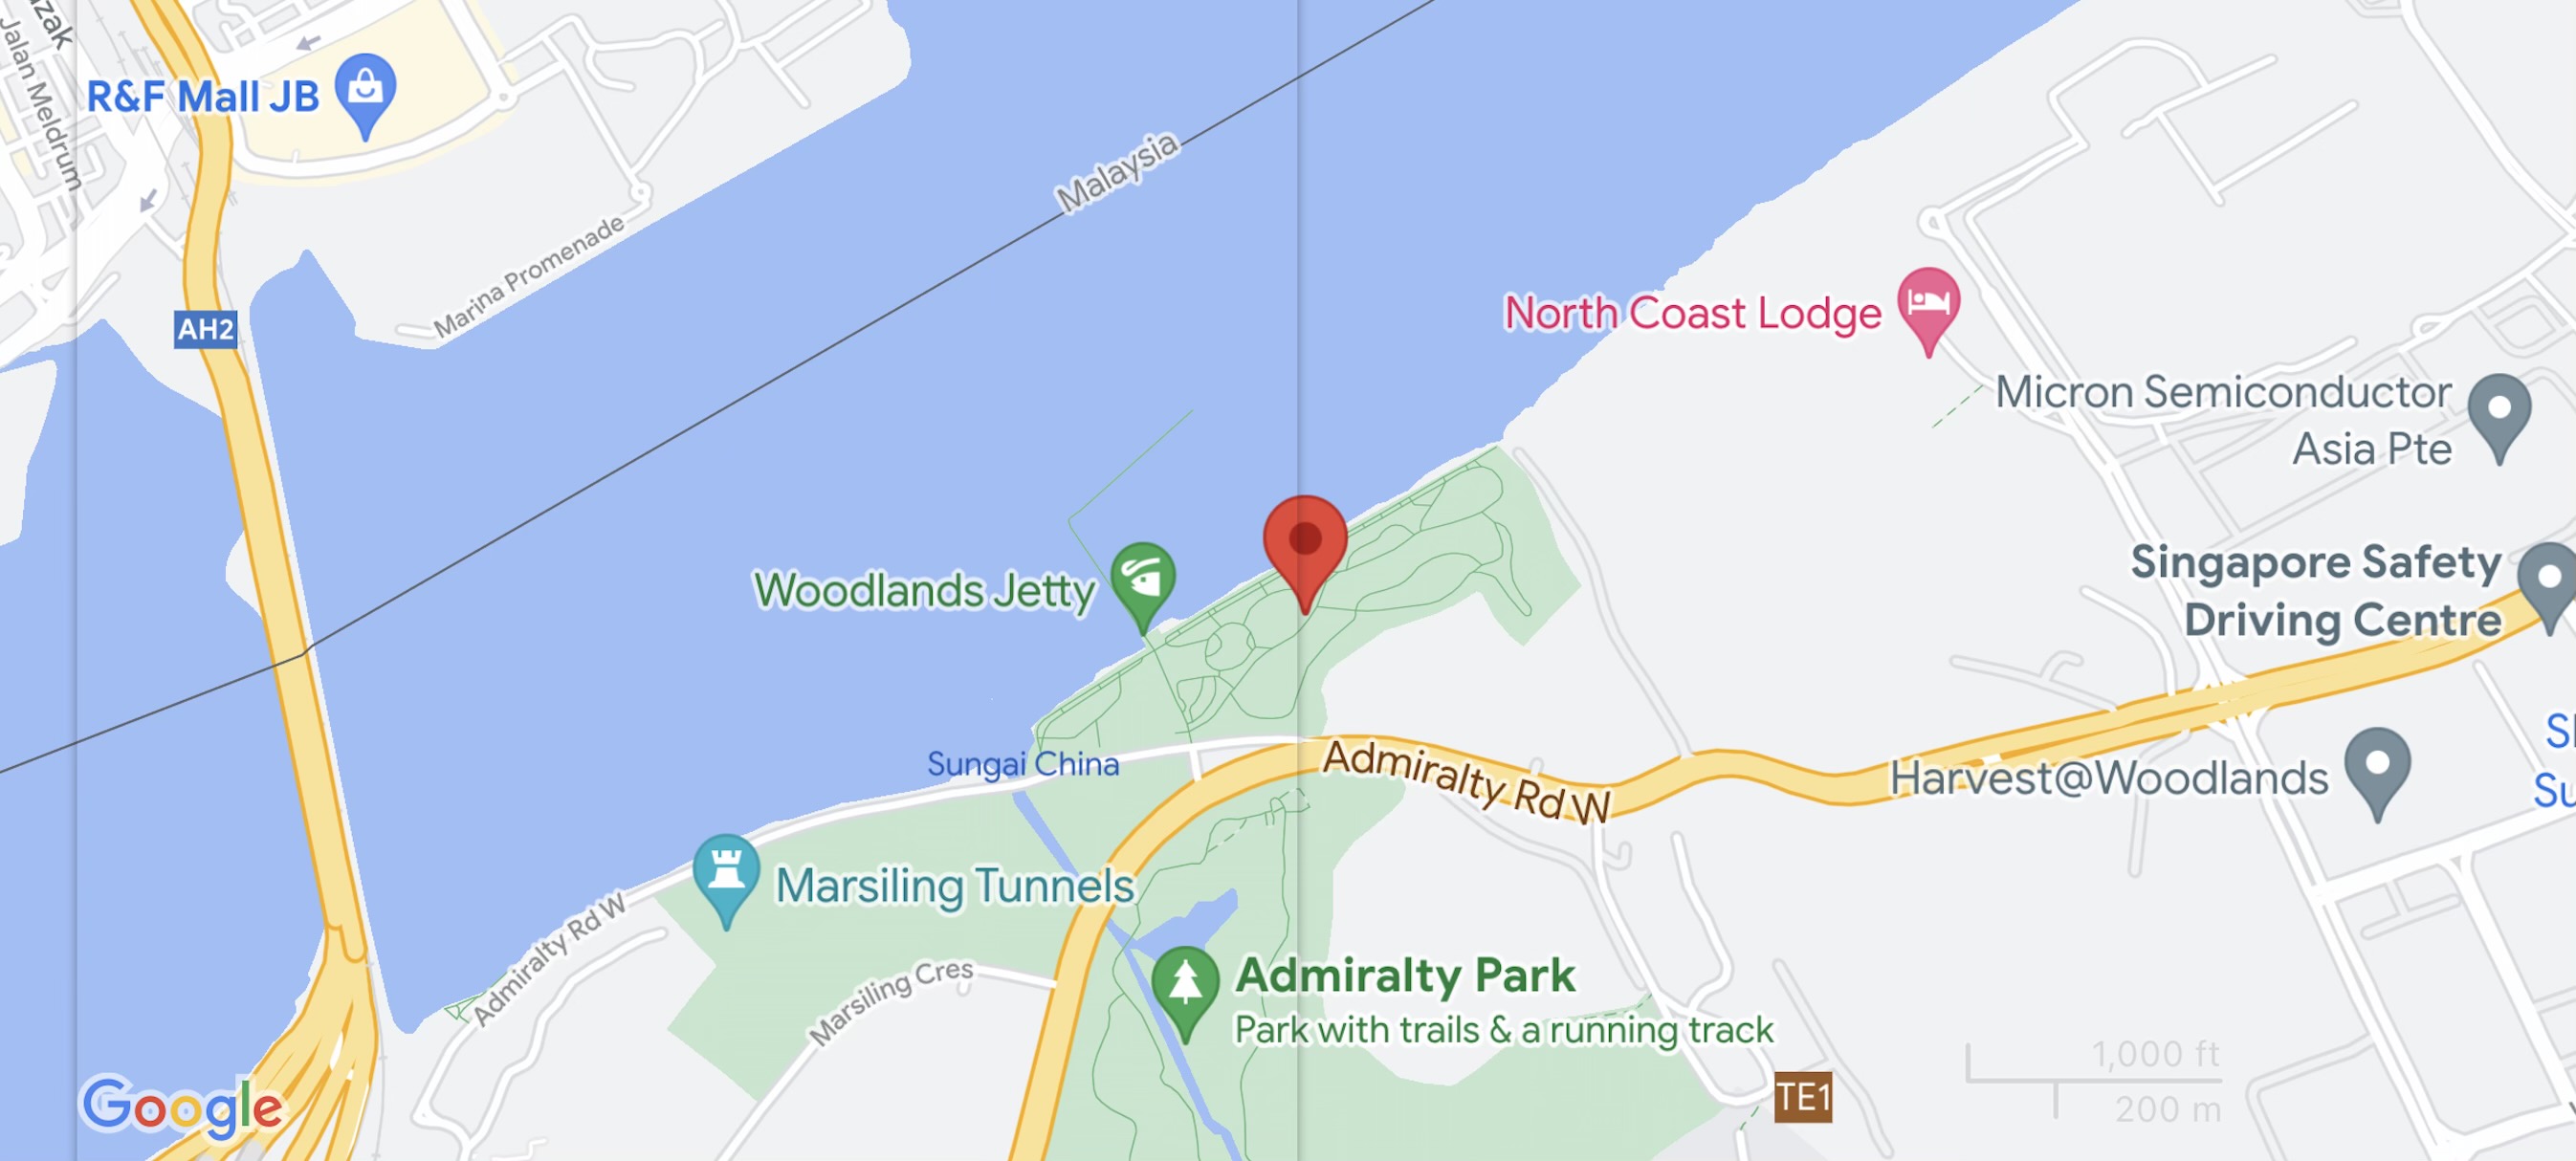 zak
Jalan Meldrum
R&F Mall JB
Malaysia
Marina Promenade
AH2
North Coast Lodge
Micron Semiconductor
Asia Pte
Woodlands Jetty
Singapore Safety
Driving Centre
Sungai China
Admiralty Rd W
Harvest@Woodlands
Su
Marsiling Tunnels
Admiralty Rd W
Marsiling Cres
Admiralty Park
Park with trails & a running track
TE1
1,000 ft
200 m
Google